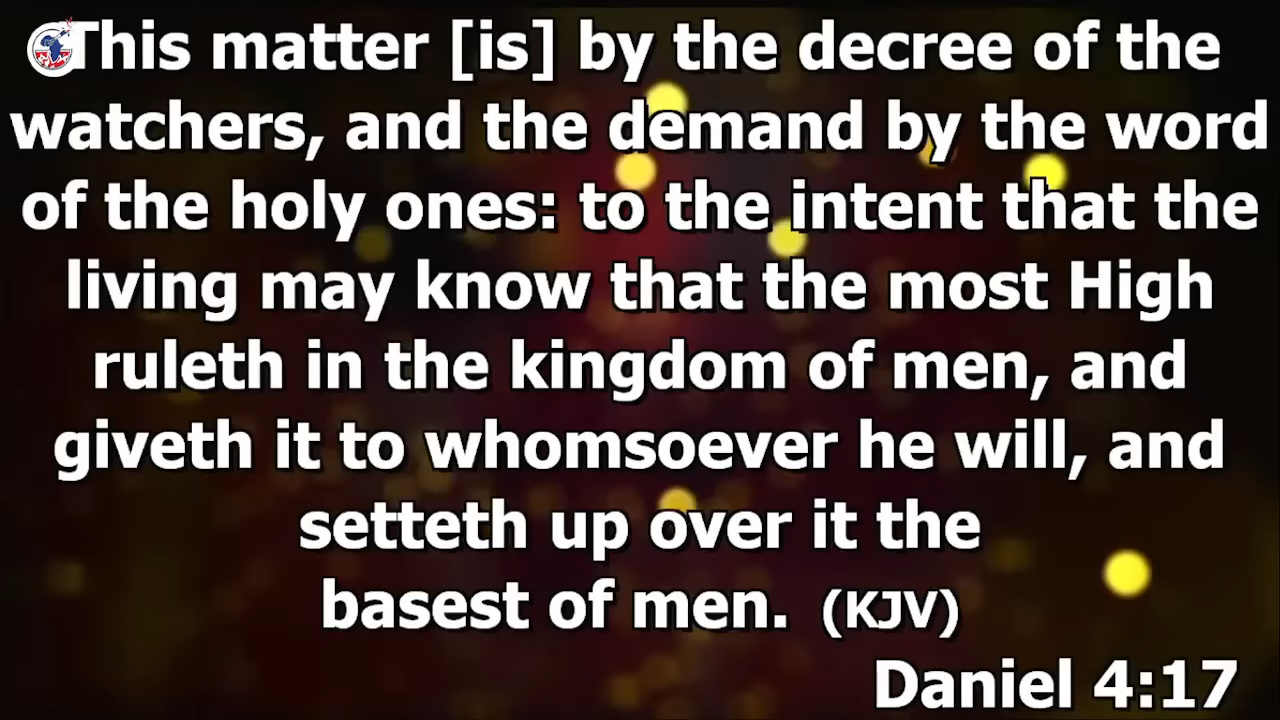 This matter [is] by the decree of the
watchers, and the demand by the word
of the holy ones: to the intent that the
living may know that the most High
ruleth in the kingdom of men, and
giveth it to whomsoever he will, and
setteth up over it the
basest of men. (KJV)
Daniel 4:17